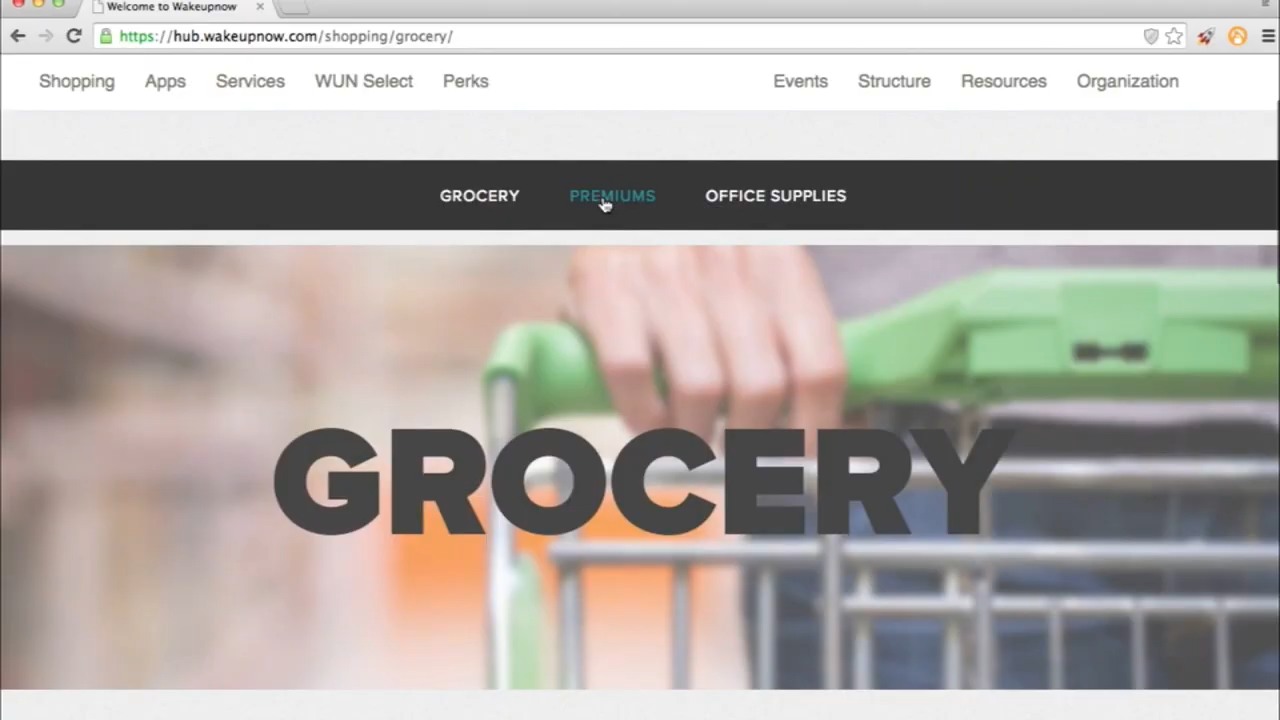 Welcome to Wakeupnow
https://hub.wakeupnow.com/shopping/grocery/
Shopping Apps Services WUN Select Perks Events Structure Resources Organization
GROCERY PREMIUMS OFFICE SUPPLIES
GROCERY